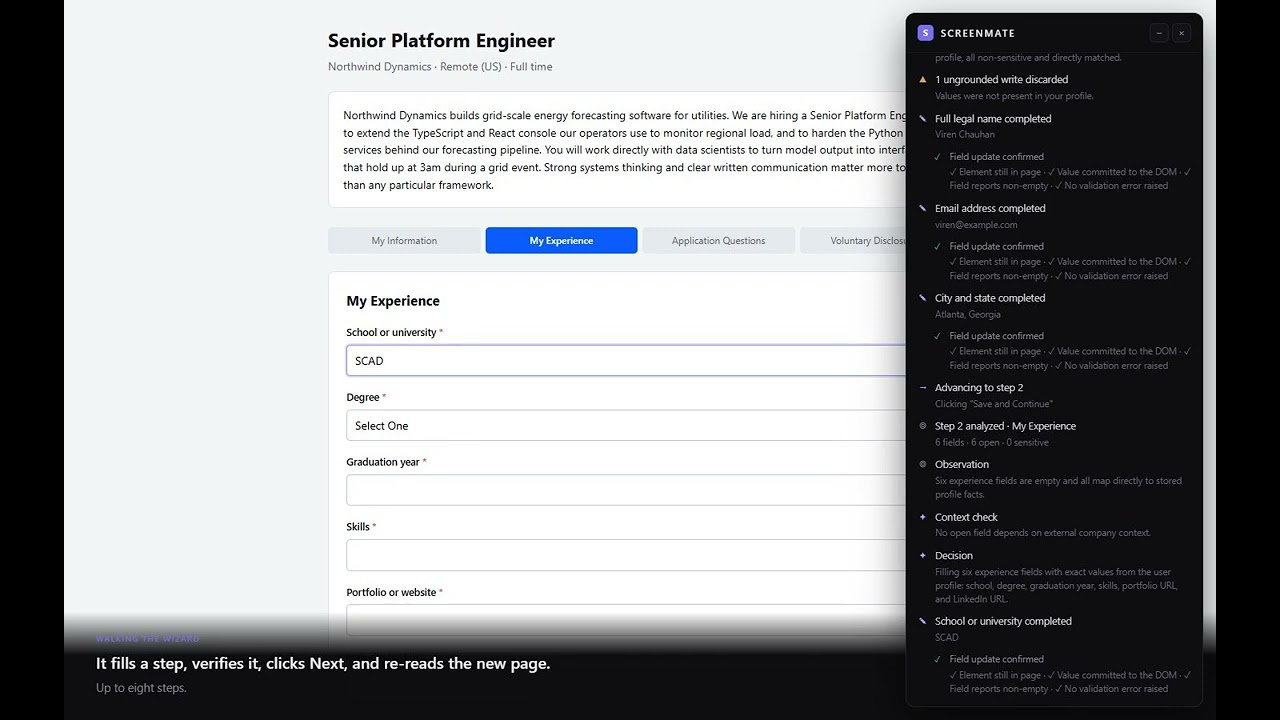 Senior Platform Engineer
Northwind Dynamics · Remote (US) · Full time
Northwind Dynamics builds grid-scale energy forecasting software for utilities. We are hiring a Senior Platform Eng
to extend the TypeScript and React console our operators use to monitor regional load, and to harden the Python
services behind our forecasting pipeline. You will work directly with data scientists to turn model output into interf
that hold up at 3am during a grid event. Strong systems thinking and clear written communication matter more to
than any particular framework.
My Information
My Experience
Application Questions
Voluntary Disclosu
My Experience
School or university *
SCAD
Degree *
Select One
Graduation year *
Skills *
Portfolio or website *
WALKING THE WIZARD
It fills a step, verifies it, clicks Next, and re-reads the new page.
Up to eight steps.
S SCREENMATE
profile, all non-sensitive and directly matched.
1 ungrounded write discarded
Values were not present in your profile.
Full legal name completed
Viren Chauhan
✓ Field update confirmed
✓ Element still in page · ✓ Value committed to the DOM · ✓
Field reports non-empty · ✓ No validation error raised
Email address completed
viren@example.com
✓ Field update confirmed
✓ Element still in page · ✓ Value committed to the DOM · ✓
Field reports non-empty · ✓ No validation error raised
City and state completed
Atlanta, Georgia
✓ Field update confirmed
✓ Element still in page · ✓ Value committed to the DOM · ✓
Field reports non-empty · ✓ No validation error raised
→ Advancing to step 2
Clicking "Save and Continue"
Step 2 analyzed · My Experience
6 fields · 6 open · 0 sensitive
Observation
Six experience fields are empty and all map directly to stored
profile facts.
Context check
No open field depends on external company context.
Decision
Filling six experience fields with exact values from the user
profile: school, degree, graduation year, skills, portfolio URL,
and LinkedIn URL.
School or university completed
SCAD
✓ Field update confirmed
✓ Element still in page · ✓ Value committed to the DOM · ✓
Field reports non-empty · ✓ No validation error raised